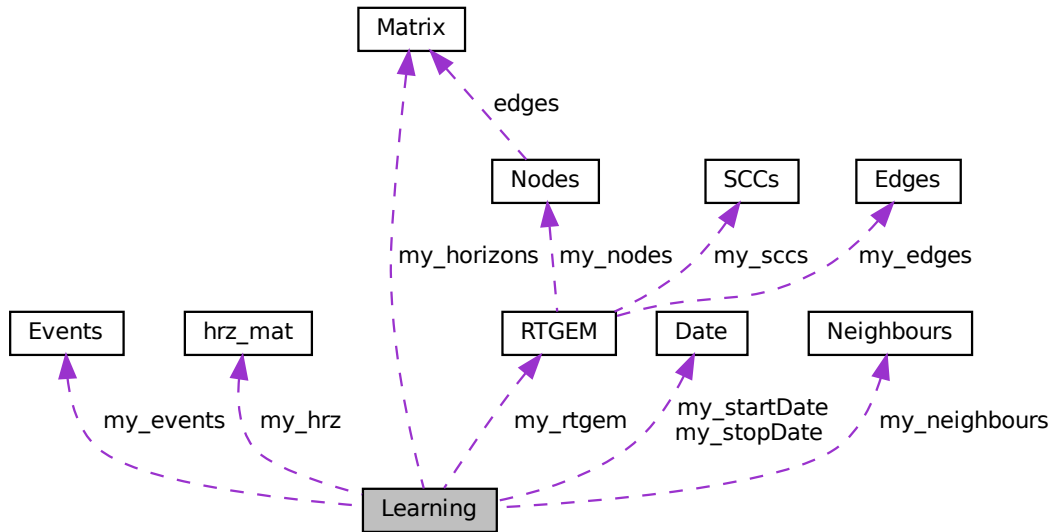 Matrix
edges
Nodes
SCCs
Edges
my_horizons
my_nodes
my_sccs
my_edges
Events
hrz_mat
RTGEM
Date
Neighbours
my_events
my_hrz
my_rtgem
my_startDate
my_stopDate
my_neighbours
Learning